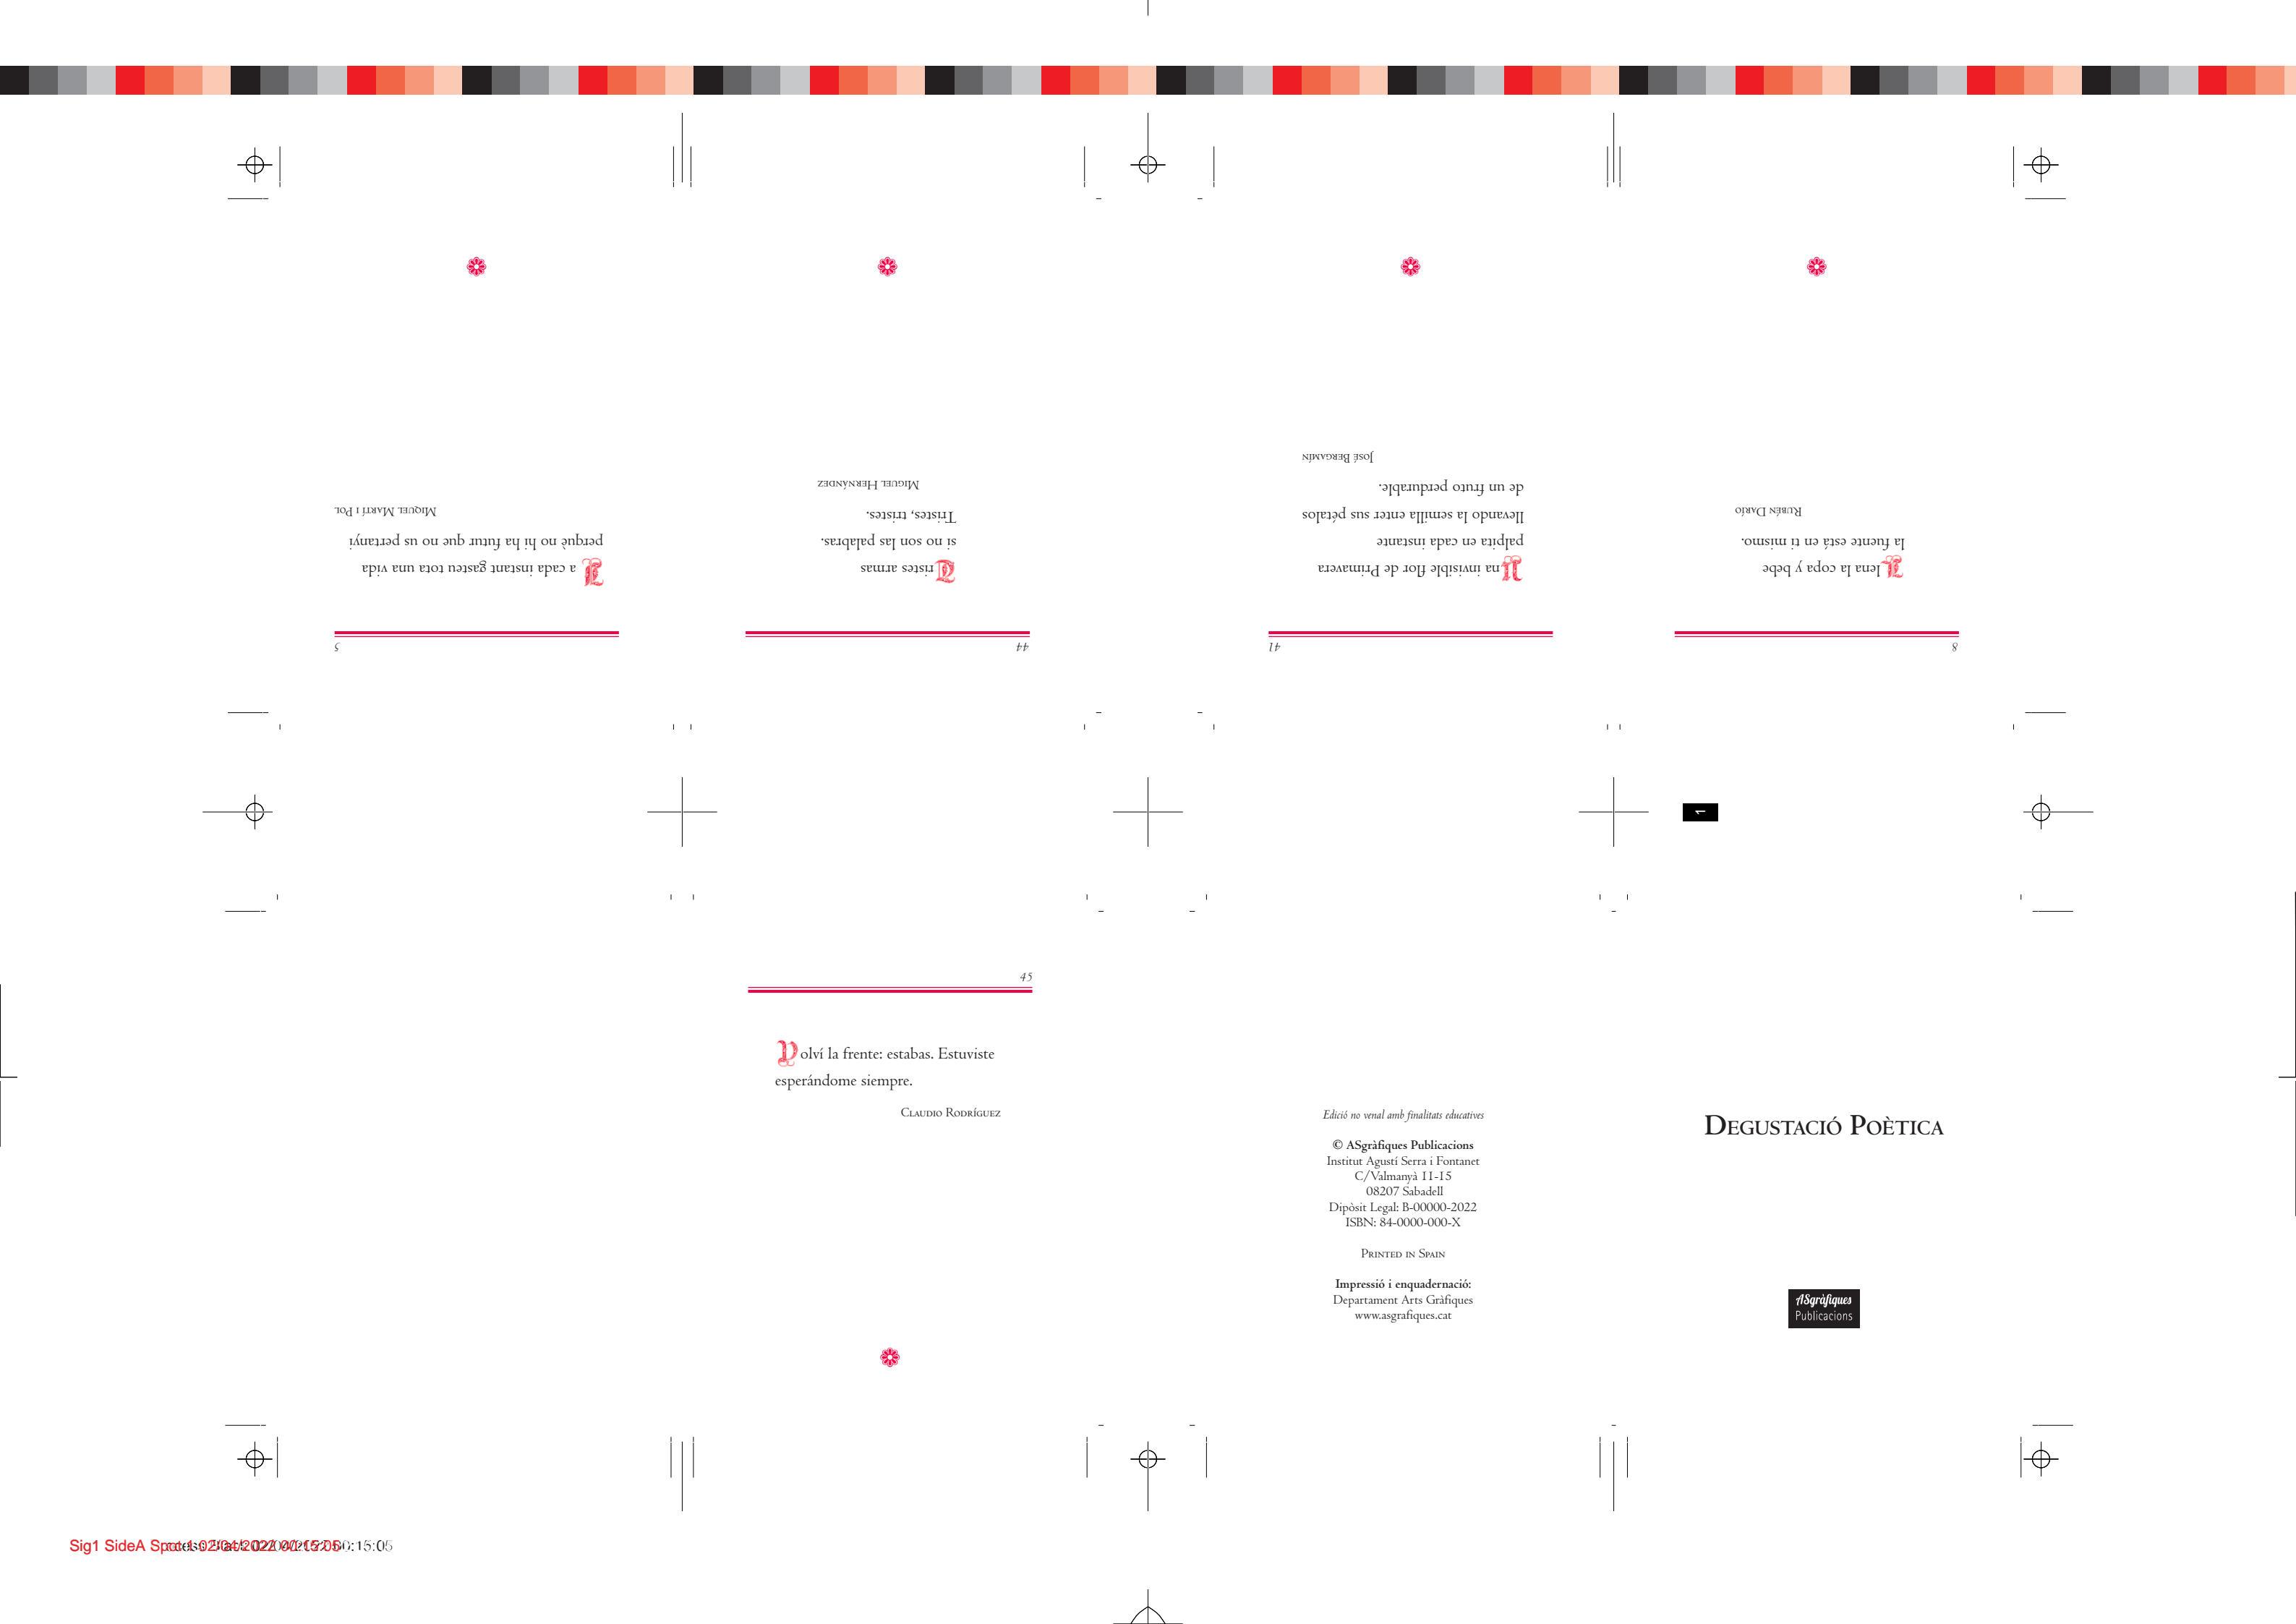 Miquel Martí i Pol
perquè no hi ha futur que no us pertanyi
La cada instant gasteu tota una vida
5
Miguel Hernández
Tristes, tristes.
si no son las palabras.
Tristes armas
44
José Bergamín
de un fruto perdurable.
llevando la semilla enter sus pétalos
palpita en cada instante
Una invisible flor de Primavera
41
Rubén Darío
la fuente está en ti mismo.
Llena la copa y bebe
8
1
45
Volví la frente: estabas. Estuviste
esperándome siempre.
Claudio Rodríguez
Edició no venal amb finalitats educatives
© ASgràfiques Publicacions
Institut Agustí Serra i Fontanet
C/Valmanyà 11-15
08207 Sabadell
Dipòsit Legal: B-00000-2022
ISBN: 84-0000-000-X
Printed in Spain
Impressió i enquadernació:
Departament Arts Gràfiques
www.asgrafiques.cat
Degustació Poètica
ASgràfiques
Publicacions
Sig1 SideA